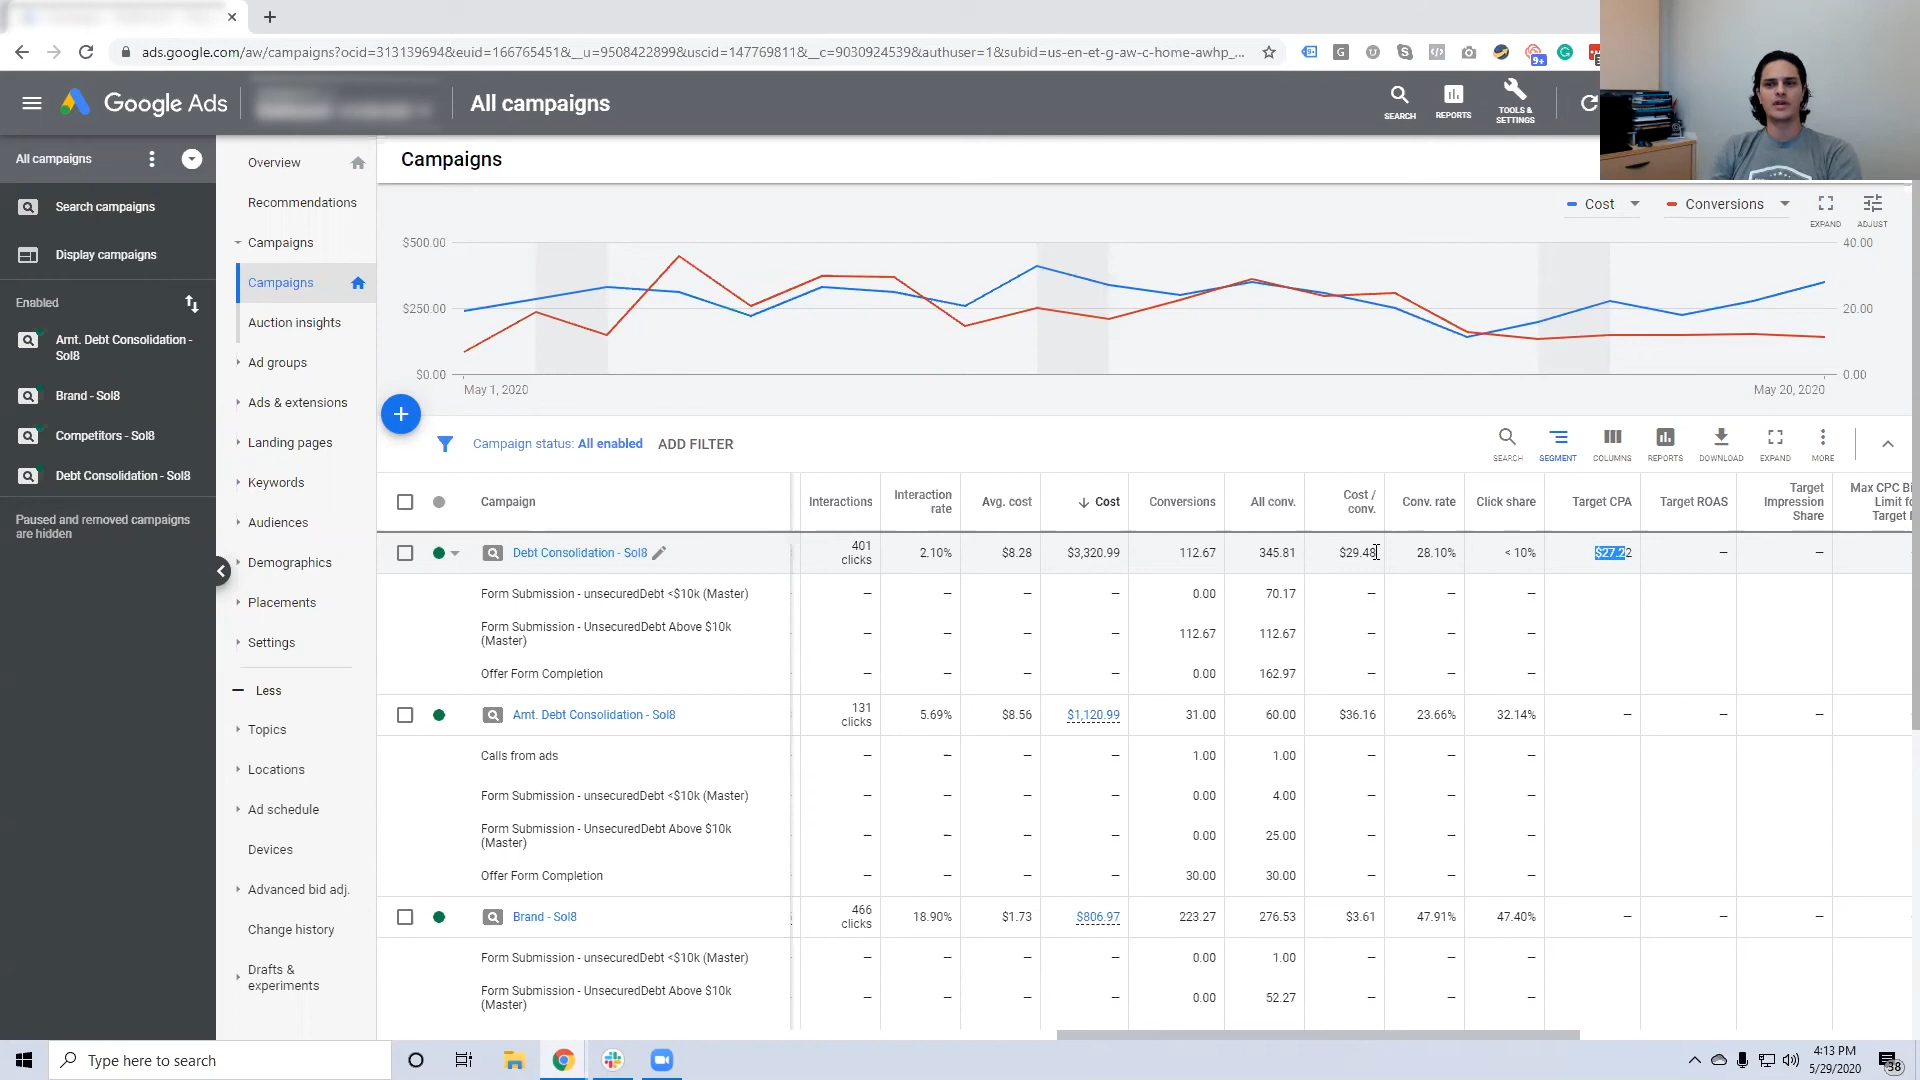 ads.google.com/aw/campaigns?ocid=313139694&euid=166765451&__u=9508422899&uscid=147769811&__c=9030924539&authuser=1&subid=us-en-et-g-aw-c-home-awhp_...
9+
Google Ads
All campaigns
SEARCH
REPORTS
TOOLS &
SETTINGS
All campaigns
Search campaigns
Display campaigns
Enabled
Amt. Debt Consolidation -
Sol8
Brand - Sol8
Competitors - Sol8
Debt Consolidation - Sol8
Paused and removed campaigns
are hidden
Overview
Recommendations
Campaigns
Campaigns
Auction insights
Ad groups
Ads & extensions
Landing pages
Keywords
Audiences
Demographics
Placements
Settings
Less
Topics
Locations
Ad schedule
Devices
Advanced bid adj.
Change history
Drafts &
experiments
Campaigns
Cost
Conversions
EXPAND
ADJUST
$500.00
40.00
$250.00
20.00
$0.00
0.00
May 1, 2020
May 20, 2020
Campaign status: All enabled
ADD FILTER
SEARCH
SEGMENT
COLUMNS
REPORTS
DOWNLOAD
EXPAND
MORE
Campaign
Interactions
Interaction
rate
Avg. cost
Cost
Conversions
All conv.
Cost /
conv.
Conv. rate
Click share
Target CPA
Target ROAS
Target
Impression
Share
Max CPC Bi
Limit fo
Target
Debt Consolidation - Sol8
401
clicks
2.10%
$8.28
$3,320.99
112.67
345.81
$29.48
28.10%
< 10%
$27.22
—
—
Form Submission - unsecuredDebt <$10k (Master)
— — — — 0.00 70.17 — — —
Form Submission - UnsecuredDebt Above $10k
(Master)
— — — — 112.67 112.67 — — —
Offer Form Completion
— — — — 0.00 162.97 — — —
Amt. Debt Consolidation - Sol8
131
clicks
5.69%
$8.56
$1,120.99
31.00
60.00
$36.16
23.66%
32.14%
—
—
—
Calls from ads
— — — — 1.00 1.00 — — —
Form Submission - unsecuredDebt <$10k (Master)
— — — — 0.00 4.00 — — —
Form Submission - UnsecuredDebt Above $10k
(Master)
— — — — 0.00 25.00 — — —
Offer Form Completion
— — — — 30.00 30.00 — — —
Brand - Sol8
466
clicks
18.90%
$1.73
$806.97
223.27
276.53
$3.61
47.91%
47.40%
—
—
—
Form Submission - unsecuredDebt <$10k (Master)
— — — — 0.00 1.00 — — —
Form Submission - UnsecuredDebt Above $10k
(Master)
— — — — 0.00 52.27 — — —
Type here to search
4:13 PM
5/29/2020
38